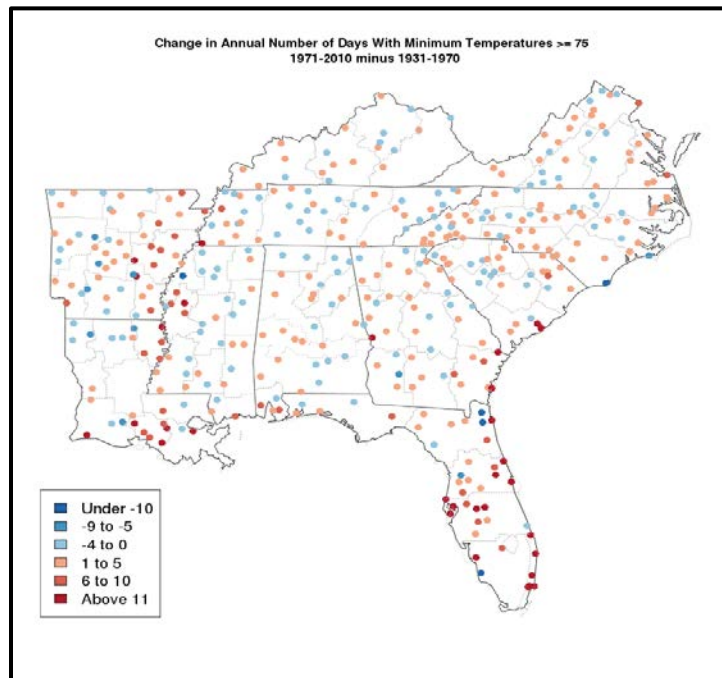 Change in Annual Number of Days With Minimum Temperatures >= 75
1971-2010 minus 1931-1970
Under -10
-9 to -5
-4 to 0
1 to 5
6 to 10
Above 11